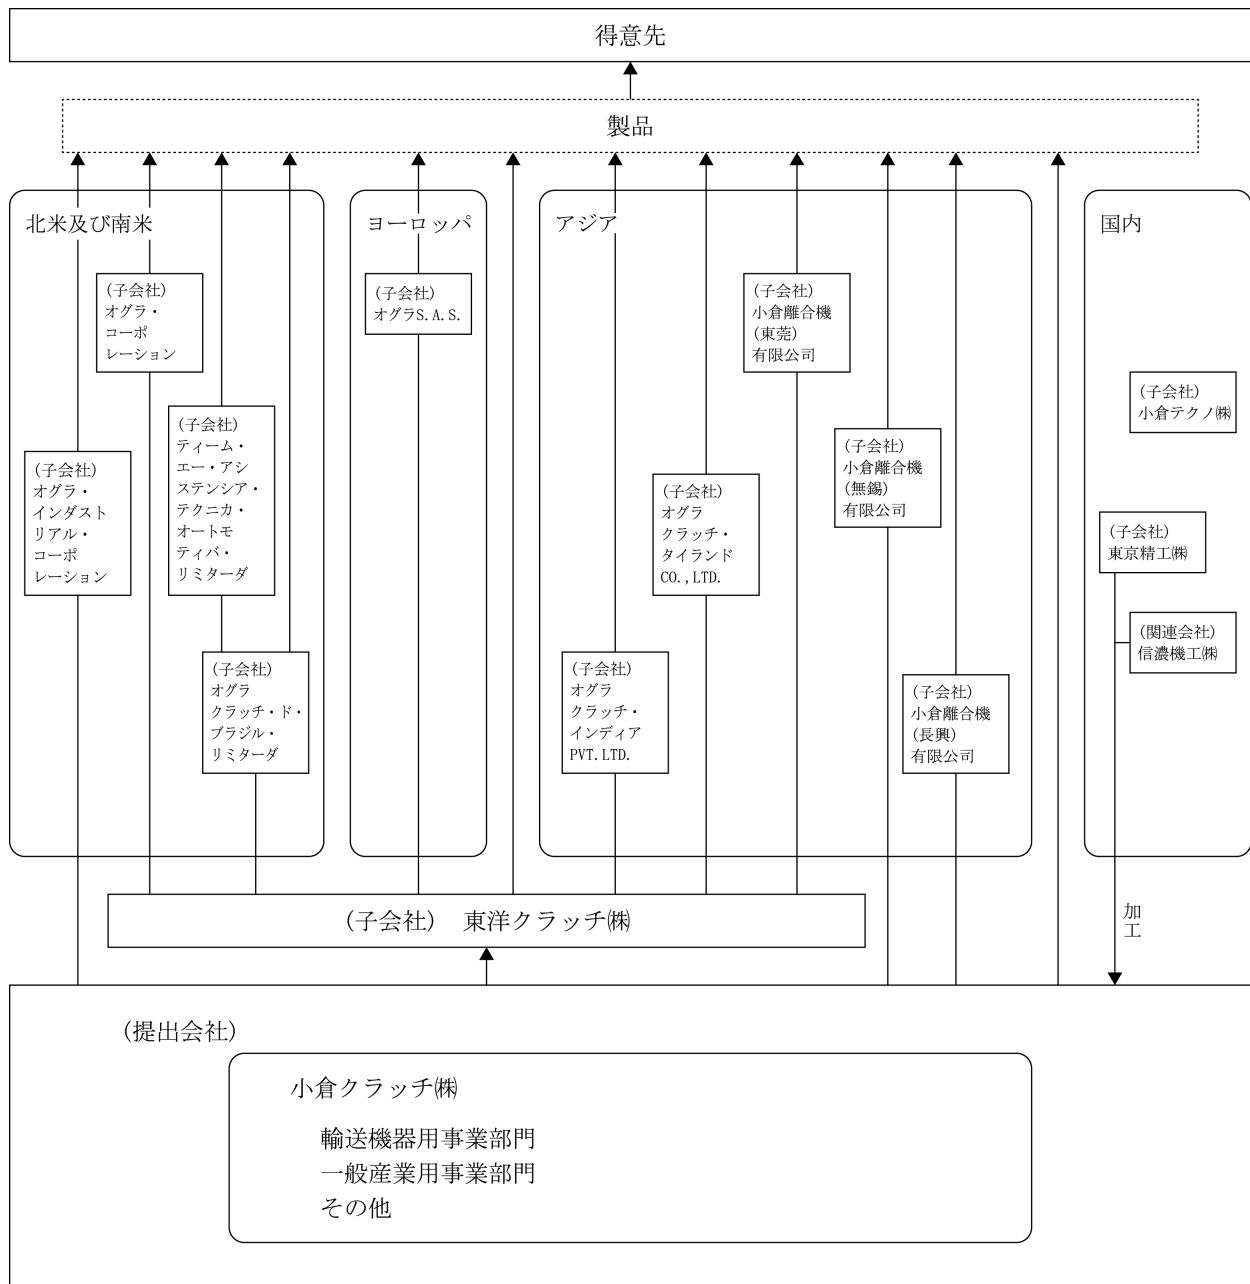 得意先
製品
北米及び南米
(子会社)
オグラ・
コーポ
レーション
(子会社)
ティーム・
エー・アシ
ステンシア・
テクニカ・
オートモ
ティバ・
リミターダ
(子会社)
オグラ・
インダスト
リアル・
コーポ
レーション
(子会社)
オグラ
クラッチ・ド・
ブラジル・
リミターダ
ヨーロッパ
(子会社)
オグラS.A.S.
アジア
(子会社)
小倉離合機
(東莞)
有限公司
(子会社)
小倉離合機
(無錫)
有限公司
(子会社)
オグラ
クラッチ・
タイランド
CO.,LTD.
(子会社)
オグラ
クラッチ・
インディア
PVT.LTD.
(子会社)
小倉離合機
(長興)
有限公司
国内
(子会社)
小倉テクノ㈱
(子会社)
東京精工㈱
(関連会社)
信濃機工㈱
加工
(子会社) 東洋クラッチ㈱
(提出会社)
小倉クラッチ㈱
輸送機器用事業部門
一般産業用事業部門
その他